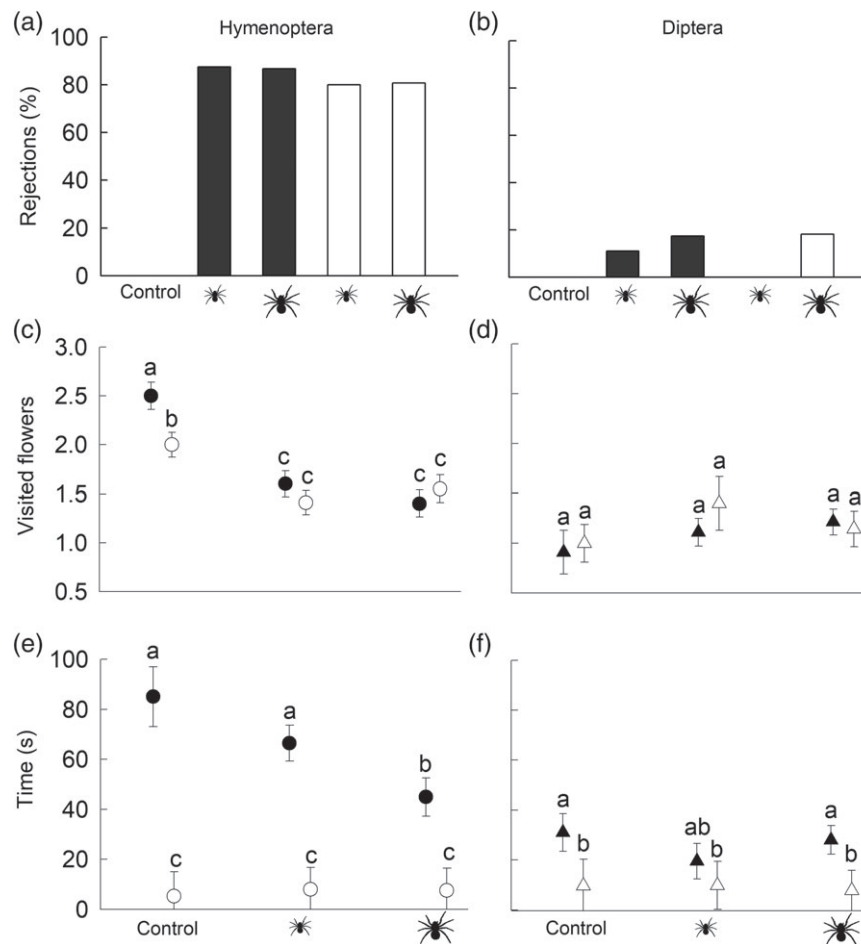 (a) Hymenoptera (b) Diptera
100
80
60
40
20
0
Rejections (%)
Control Control
(c) (d)
3.0
2.5
2.0
1.5
1.0
0.5
Visited flowers
a b c c c c
a a a a a a
(e) (f)
100
80
60
40
20
0
Time (s)
a a b c c c
a b ab b a b
Control Control